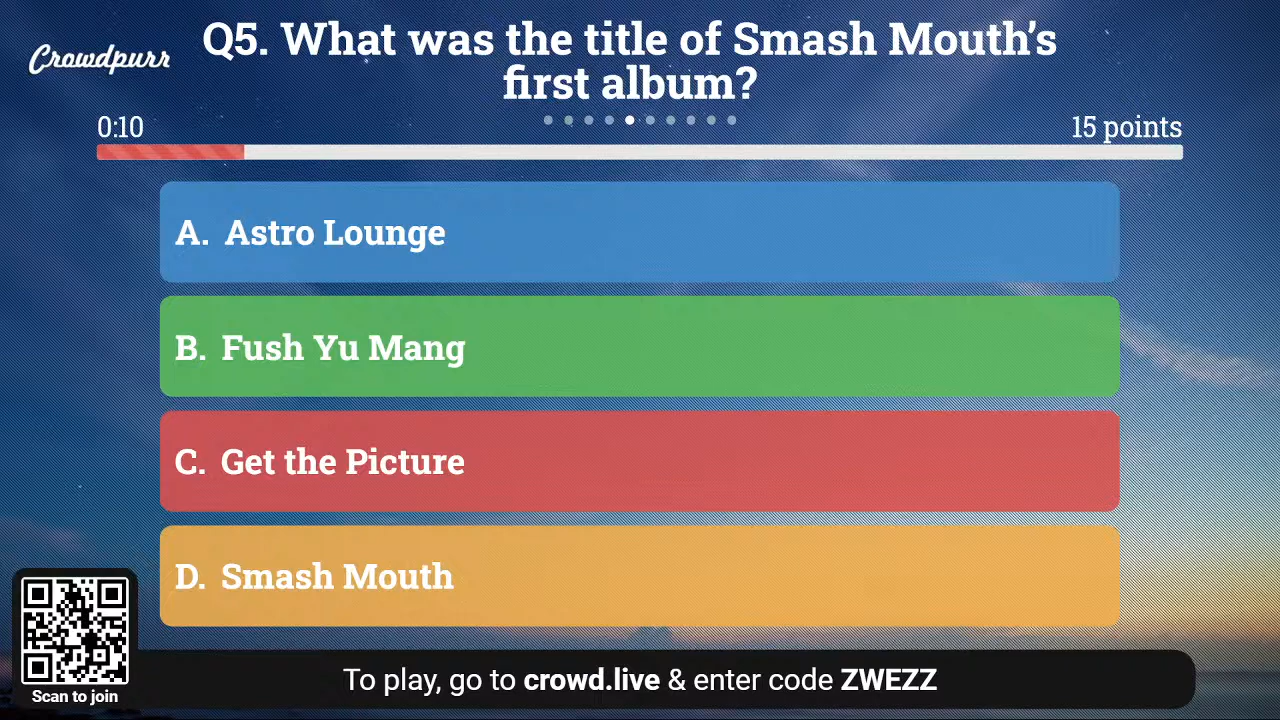 Crowdpurr
Q5. What was the title of Smash Mouth's
first album?
0:10
15 points
A. Astro Lounge
B. Fush Yu Mang
C. Get the Picture
D. Smash Mouth
Scan to join
To play, go to crowd.live & enter code ZWEZZ